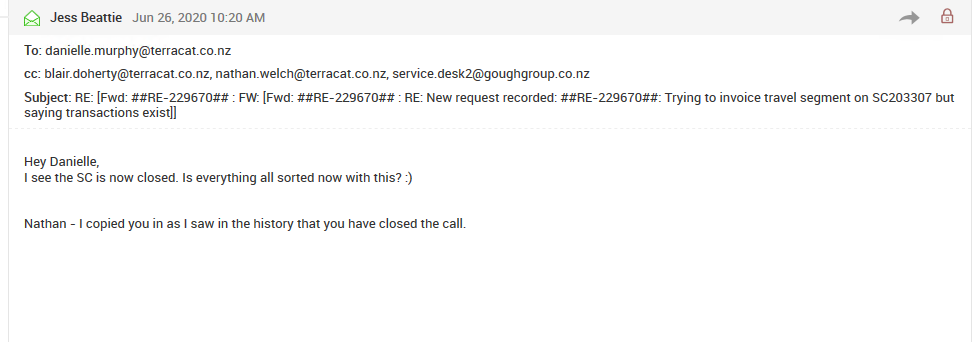 Jess Beattie Jun 26, 2020 10:20 AM
To: danielle.murphy@terracat.co.nz
cc: blair.doherty@terracat.co.nz, nathan.welch@terracat.co.nz, service.desk2@goughgroup.co.nz
Subject: RE: [Fwd: ##RE-229670## : FW: [Fwd: ##RE-229670## : RE: New request recorded: ##RE-229670##: Trying to invoice travel segment on SC203307 but
saying transactions exist]]
Hey Danielle,
I see the SC is now closed. Is everything all sorted now with this? :)
Nathan - I copied you in as I saw in the history that you have closed the call.